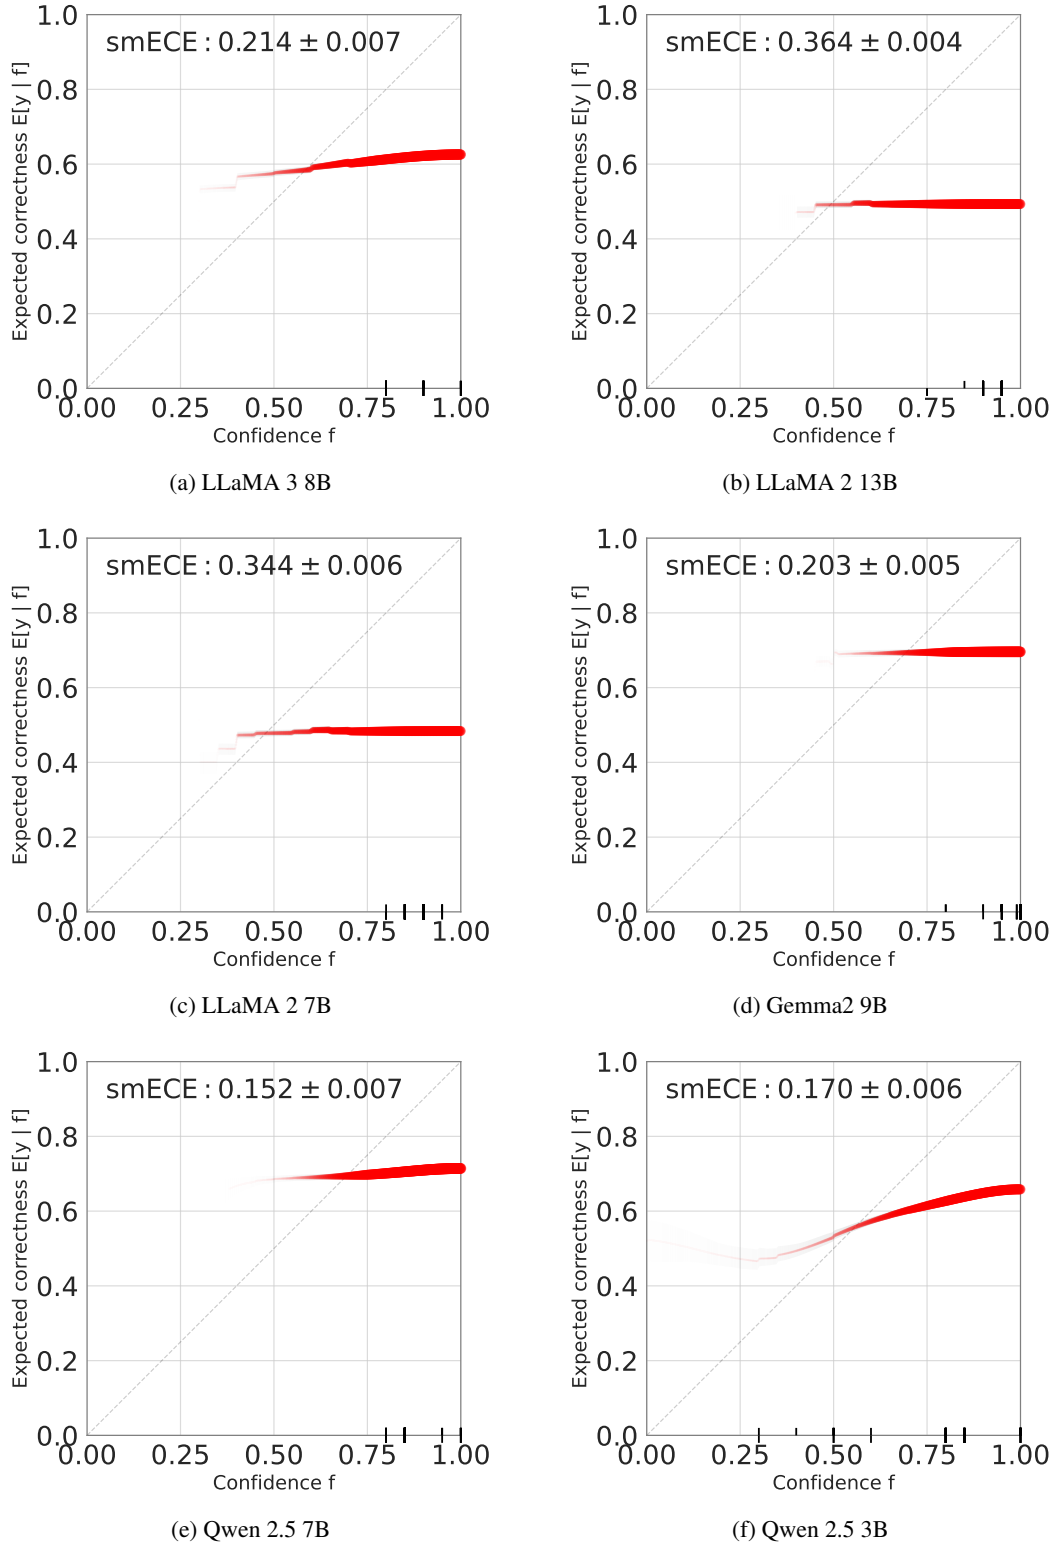 smECE : 0.214 ± 0.007
Expected correctness E[y | f]
1.0
0.8
0.6
0.4
0.2
0.0
0.00 0.25 0.50 0.75 1.00
Confidence f
(a) LLaMA 3 8B
smECE : 0.364 ± 0.004
Expected correctness E[y | f]
1.0
0.8
0.6
0.4
0.2
0.0
0.00 0.25 0.50 0.75 1.00
Confidence f
(b) LLaMA 2 13B
smECE : 0.344 ± 0.006
Expected correctness E[y | f]
1.0
0.8
0.6
0.4
0.2
0.0
0.00 0.25 0.50 0.75 1.00
Confidence f
(c) LLaMA 2 7B
smECE : 0.203 ± 0.005
Expected correctness E[y | f]
1.0
0.8
0.6
0.4
0.2
0.0
0.00 0.25 0.50 0.75 1.00
Confidence f
(d) Gemma2 9B
smECE : 0.152 ± 0.007
Expected correctness E[y | f]
1.0
0.8
0.6
0.4
0.2
0.0
0.00 0.25 0.50 0.75 1.00
Confidence f
(e) Qwen 2.5 7B
smECE : 0.170 ± 0.006
Expected correctness E[y | f]
1.0
0.8
0.6
0.4
0.2
0.0
0.00 0.25 0.50 0.75 1.00
Confidence f
(f) Qwen 2.5 3B